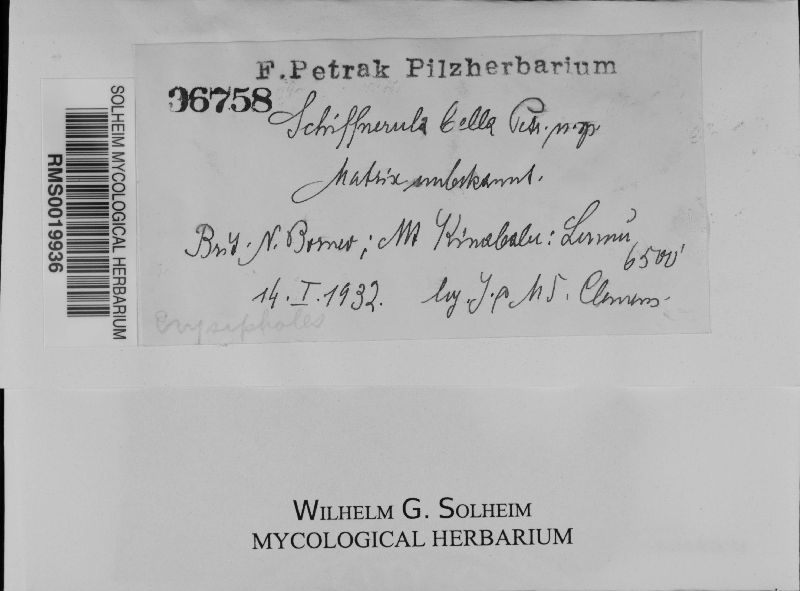 F. Petrak Pilzherbarium
96758
Schiffnerula bella Petr. n. sp.
Matrix unbekannt.
Brit. N. Borneo; Mt Kinabalu: Lumu
6500'
14. I. 1932. leg. J. & M. S. Clemens.
Erysiphales
SOLHEIM MYCOLOGICAL HERBARIUM
RMS0019936
WILHELM G. SOLHEIM
MYCOLOGICAL HERBARIUM